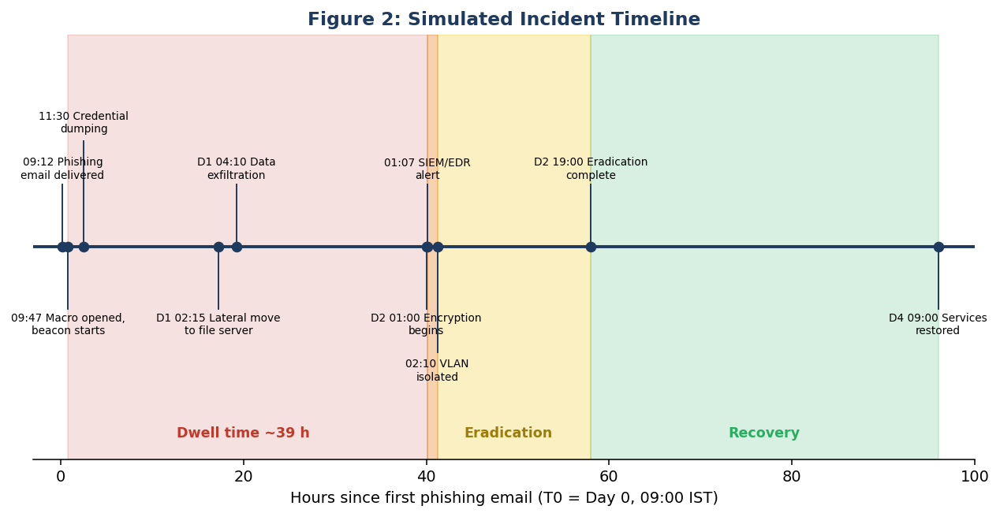 Figure 2: Simulated Incident Timeline
11:30 Credential
dumping
09:12 Phishing
email delivered
D1 04:10 Data
exfiltration
01:07 SIEM/EDR
alert
D2 19:00 Eradication
complete
09:47 Macro opened,
beacon starts
D1 02:15 Lateral move
to file server
D2 01:00 Encryption
begins
D4 09:00 Services
restored
02:10 VLAN
isolated
Dwell time ~39 h
Eradication
Recovery
0 20 40 60 80 100
Hours since first phishing email (T0 = Day 0, 09:00 IST)